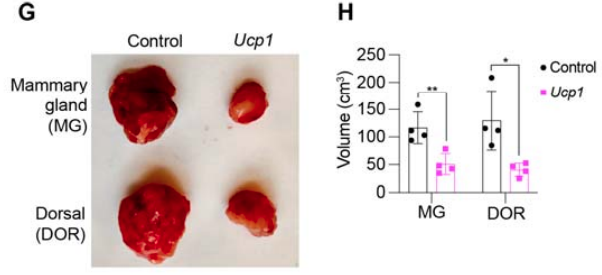 G
Control Ucp1
Mammary
gland
(MG)
Dorsal
(DOR)
H
Volume (cm³)
250
200
150
100
50
0
**
*
MG DOR
Control
Ucp1